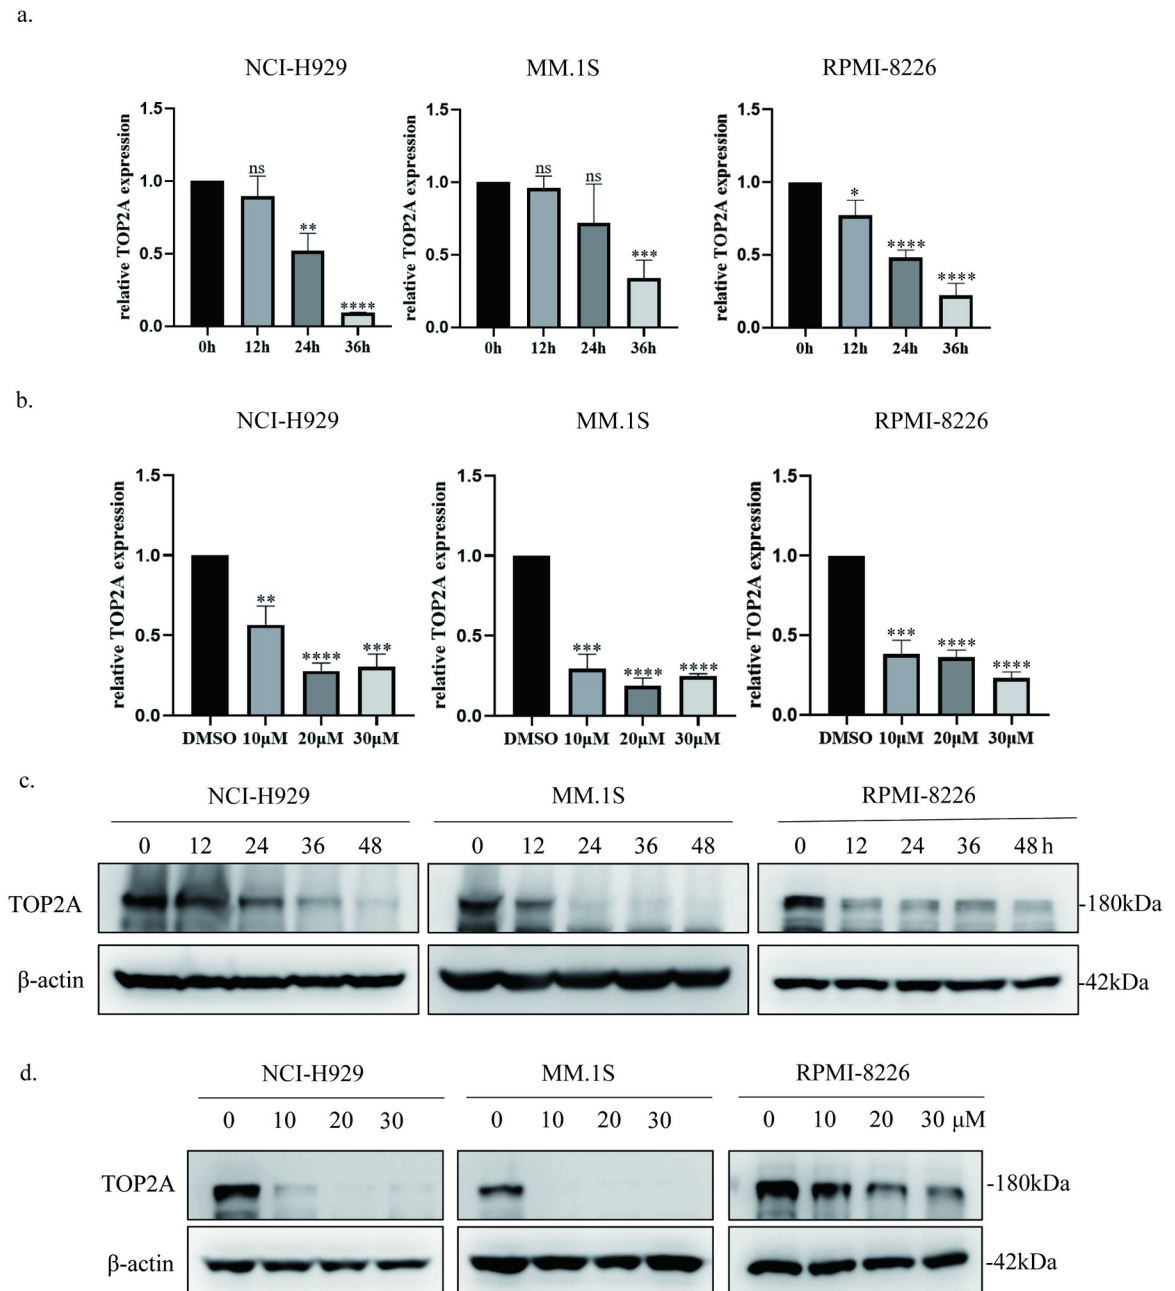 a.
NCI-H929 MM.1S RPMI-8226
relative TOP2A expression
1.5
1.0
0.5
0.0
ns ** ****
0h 12h 24h 36h
relative TOP2A expression
1.5
1.0
0.5
0.0
ns ns ***
0h 12h 24h 36h
relative TOP2A expression
1.5
1.0
0.5
0.0
* **** ****
0h 12h 24h 36h
b.
NCI-H929 MM.1S RPMI-8226
relative TOP2A expression
1.5
1.0
0.5
0.0
** **** ***
DMSO 10μM 20μM 30μM
relative TOP2A expression
1.5
1.0
0.5
0.0
*** **** ****
DMSO 10μM 20μM 30μM
relative TOP2A expression
1.5
1.0
0.5
0.0
*** **** ****
DMSO 10μM 20μM 30μM
c.
NCI-H929 MM.1S RPMI-8226
0 12 24 36 48 0 12 24 36 48 0 12 24 36 48 h
TOP2A -180kDa
β-actin -42kDa
d.
NCI-H929 MM.1S RPMI-8226
0 10 20 30 0 10 20 30 0 10 20 30 μM
TOP2A -180kDa
β-actin -42kDa